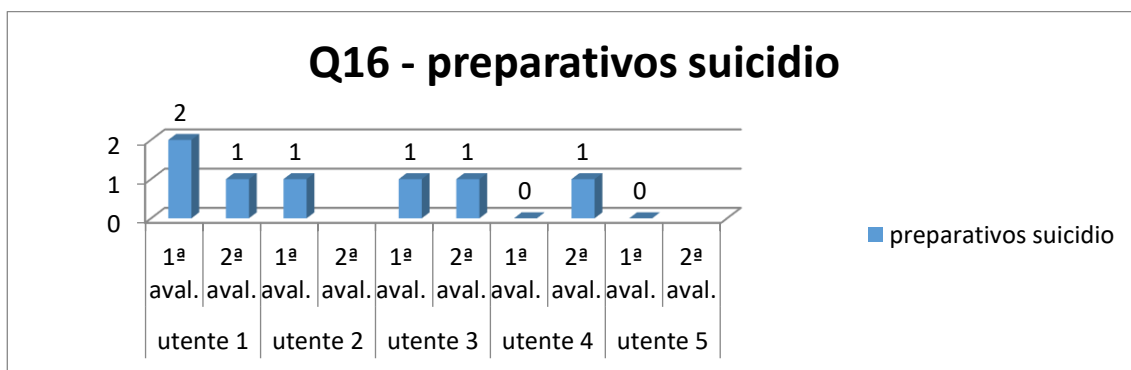 Q16 - preparativos suicidio
2
1
1
1
1
0
1
0
2
1
0
1ª aval.
2ª aval.
1ª aval.
2ª aval.
1ª aval.
2ª aval.
1ª aval.
2ª aval.
1ª aval.
2ª aval.
utente 1
utente 2
utente 3
utente 4
utente 5
preparativos suicidio